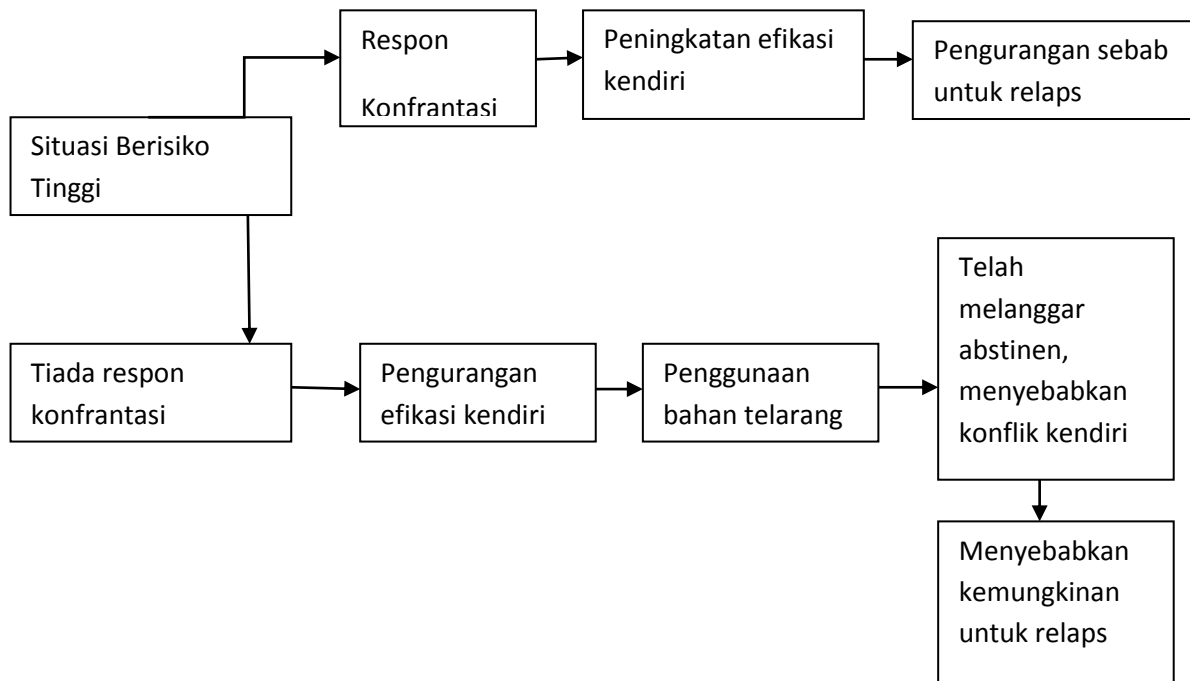 Respon
Konfrantasi
Peningkatan efikasi
kendiri
Pengurangan sebab
untuk relaps
Situasi Berisiko
Tinggi
Tiada respon
konfrantasi
Pengurangan
efikasi kendiri
Penggunaan
bahan telarang
Telah
melanggar
abstinen,
menyebabkan
konflik kendiri
Menyebabkan
kemungkinan
untuk relaps